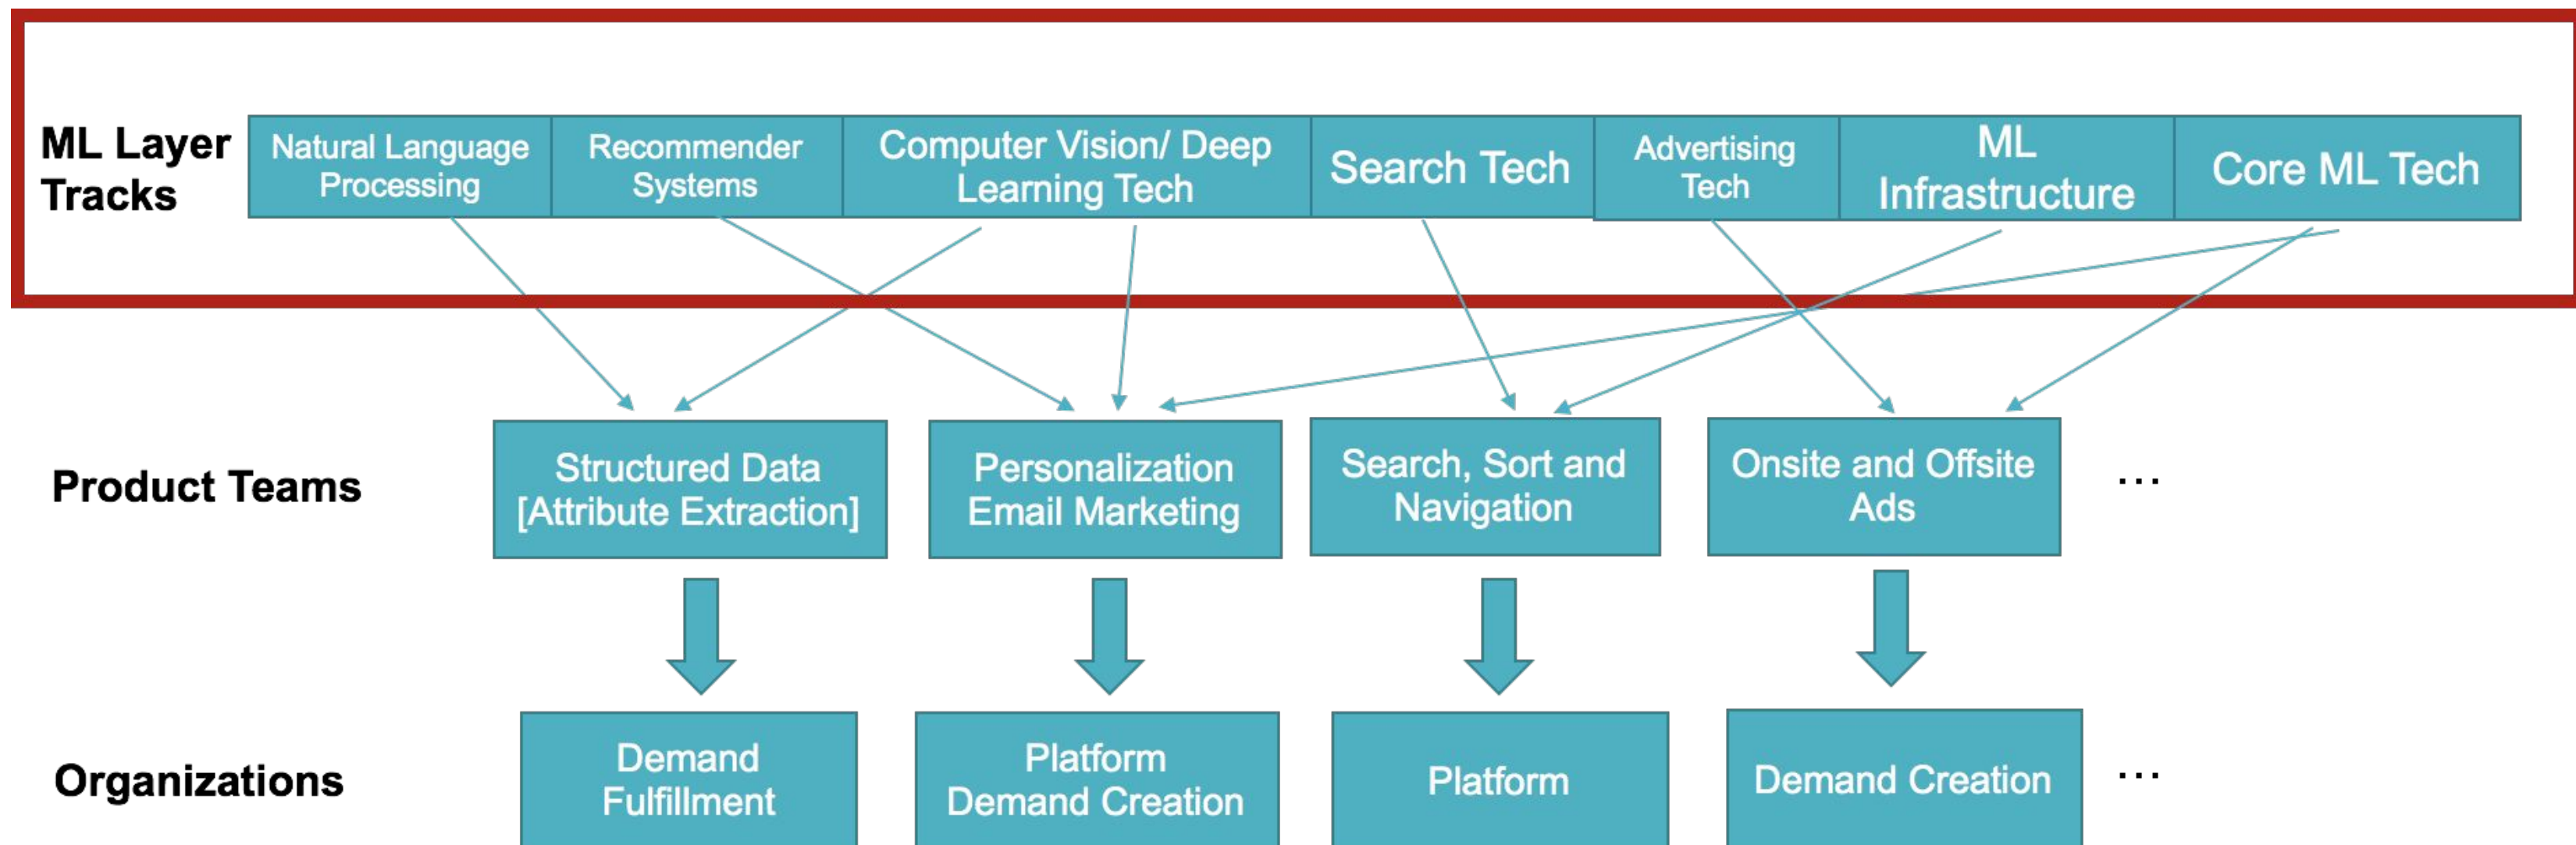 ML Layer
Tracks
Natural Language
Processing
Recommender
Systems
Computer Vision/ Deep
Learning Tech
Search Tech
Advertising
Tech
ML
Infrastructure
Core ML Tech
Product Teams
Structured Data
[Attribute Extraction]
Personalization
Email Marketing
Search, Sort and
Navigation
Onsite and Offsite
Ads
...
Organizations
Demand
Fulfillment
Platform
Demand Creation
Platform
Demand Creation
...